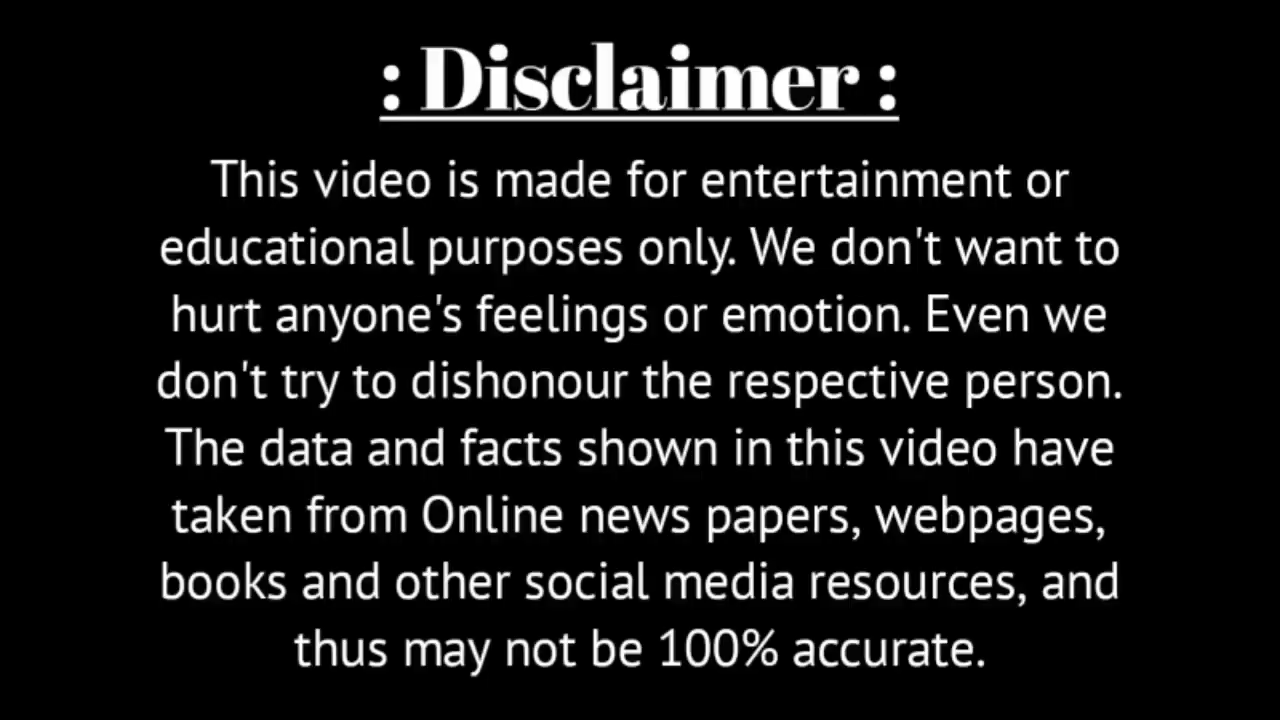 : Disclaimer :
This video is made for entertainment or
educational purposes only. We don't want to
hurt anyone's feelings or emotion. Even we
don't try to dishonour the respective person.
The data and facts shown in this video have
taken from Online news papers, webpages,
books and other social media resources, and
thus may not be 100% accurate.